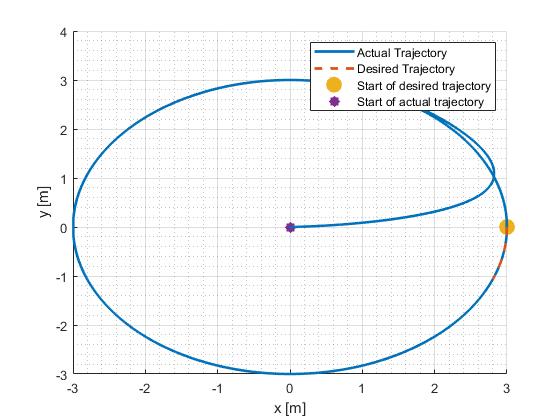 4
3
2
1
0
-1
-2
-3
y [m]
Actual Trajectory
Desired Trajectory
Start of desired trajectory
Start of actual trajectory
-3 -2 -1 0 1 2 3
x [m]